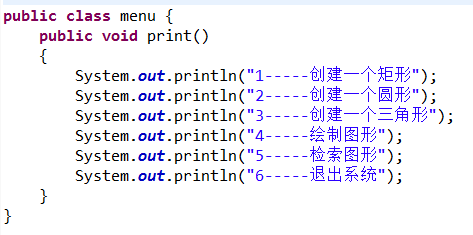 public class menu {
    public void print()
    {
        System.out.println("1-----创建一个矩形");
        System.out.println("2-----创建一个圆形");
        System.out.println("3-----创建一个三角形");
        System.out.println("4-----绘制图形");
        System.out.println("5-----检索图形");
        System.out.println("6-----退出系统");
    }
}